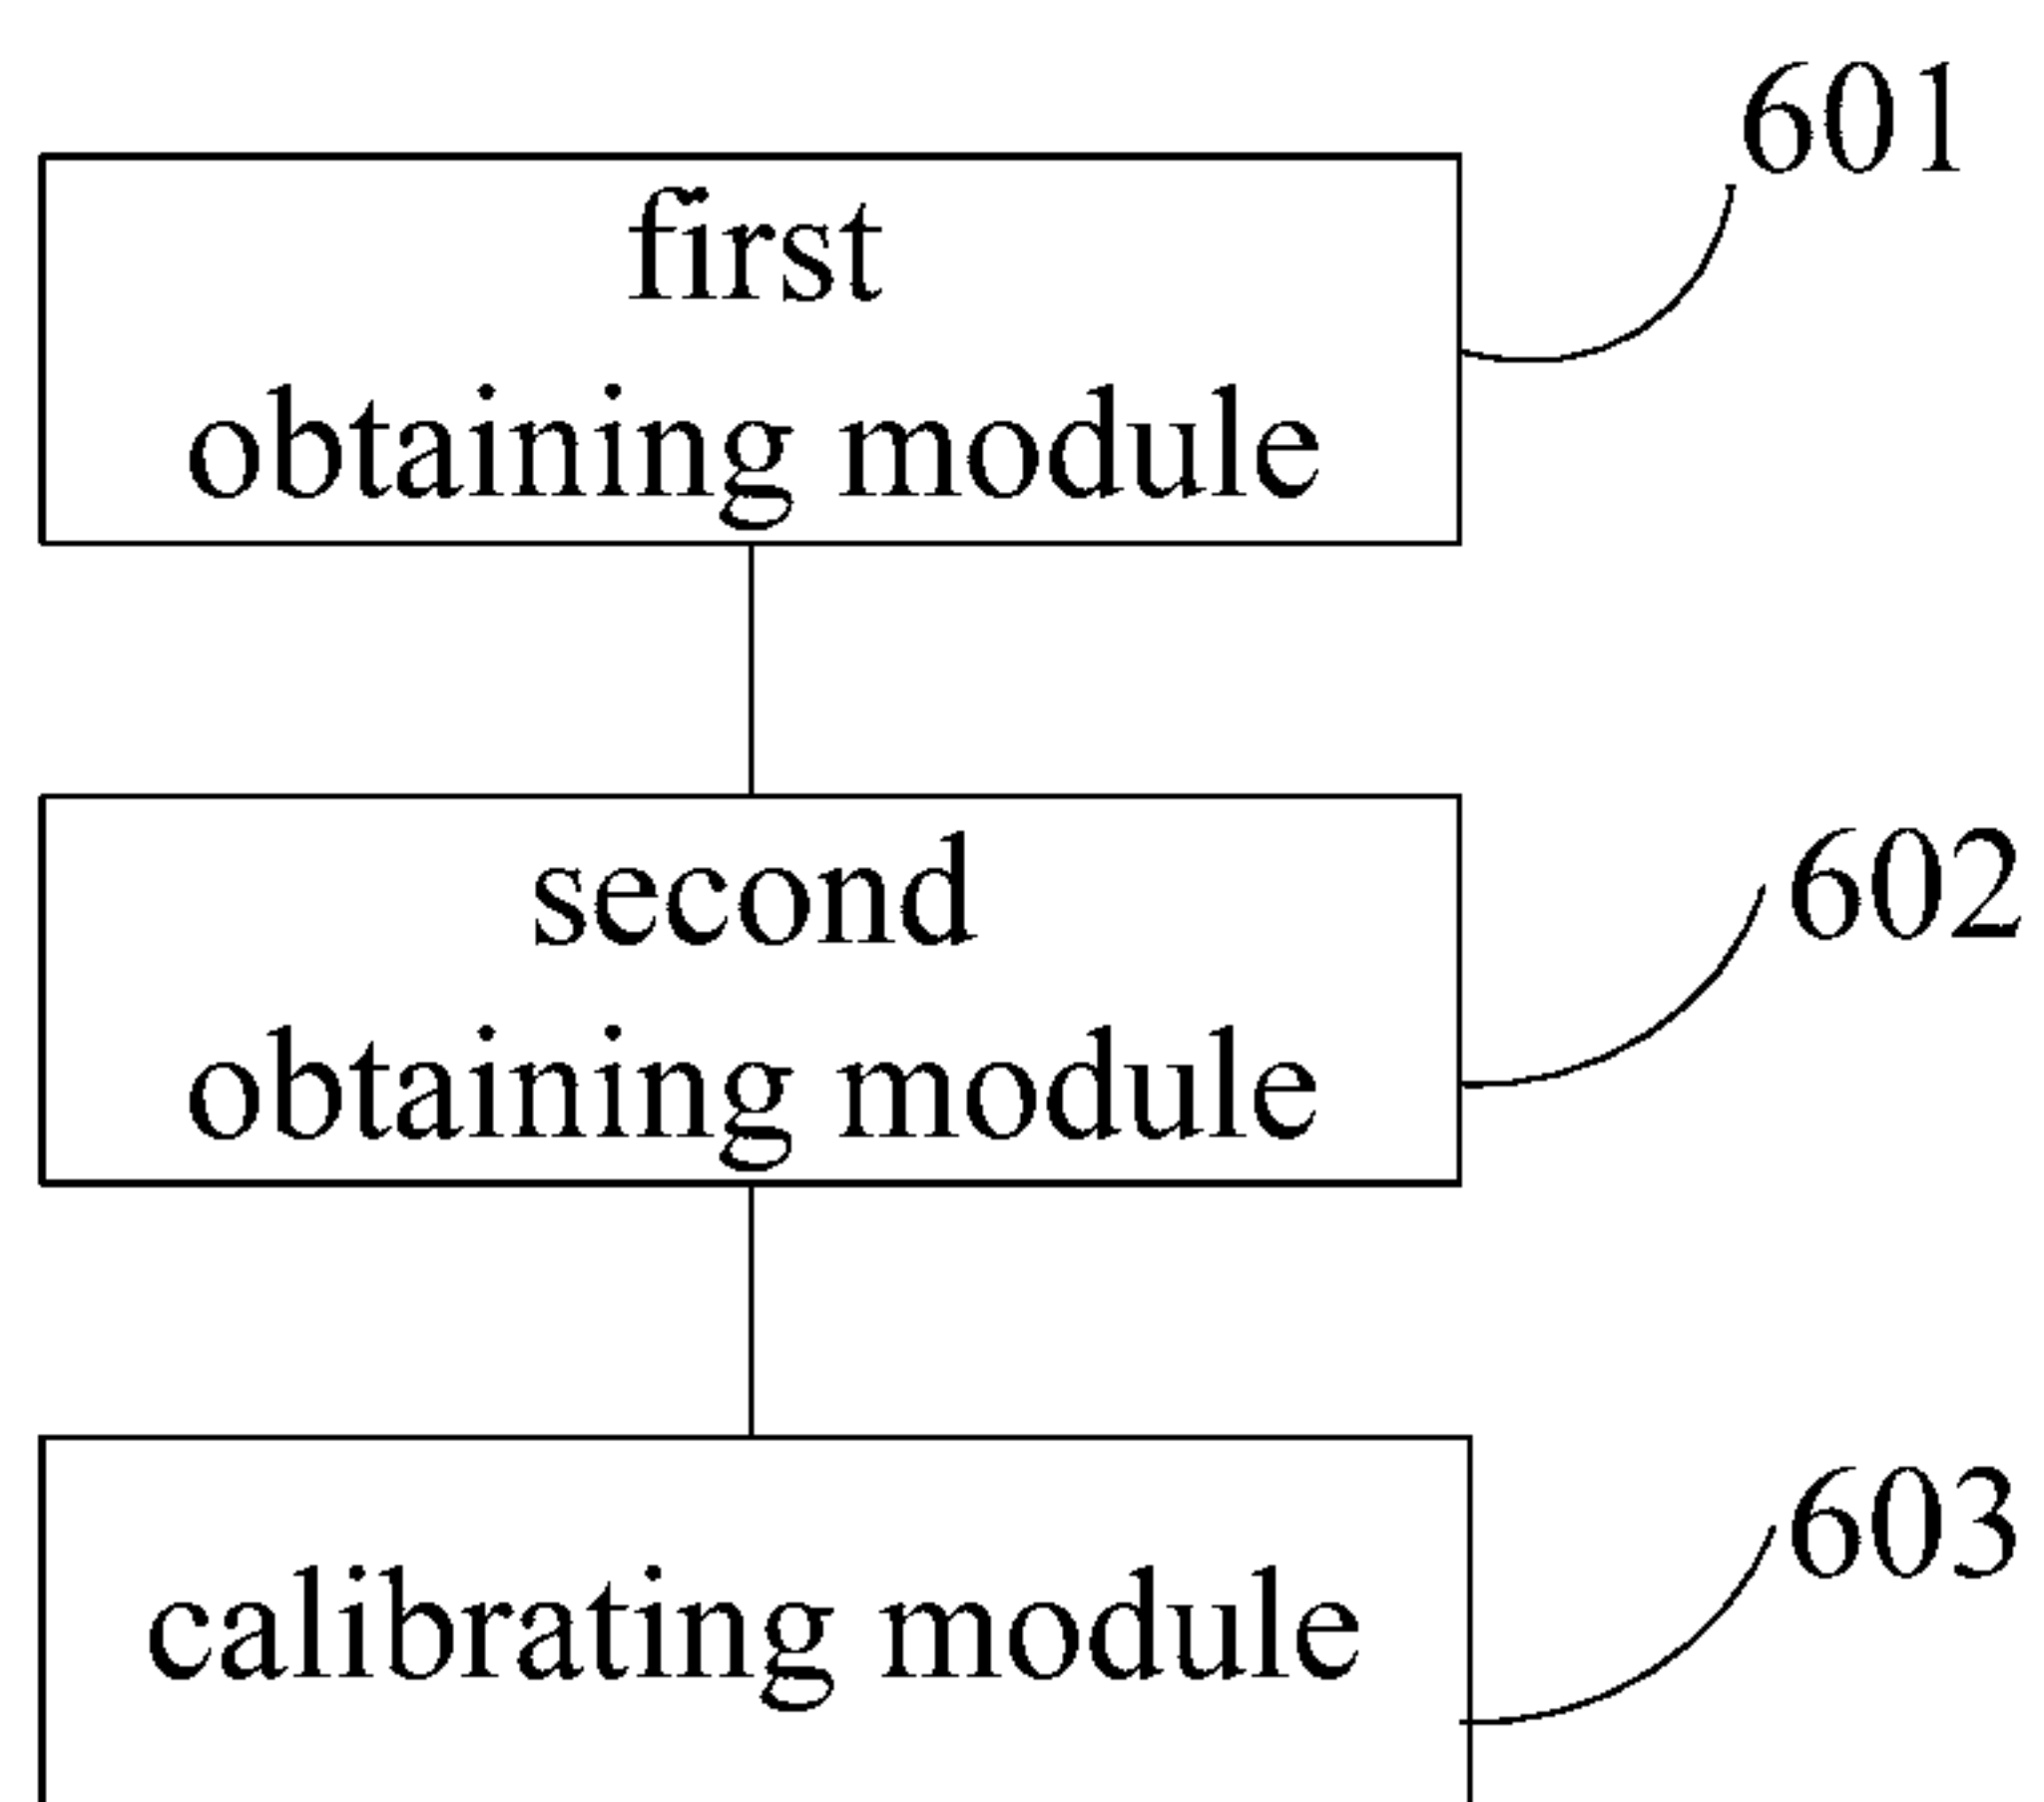 601
first
obtaining module
602
second
obtaining module
603
calibrating module